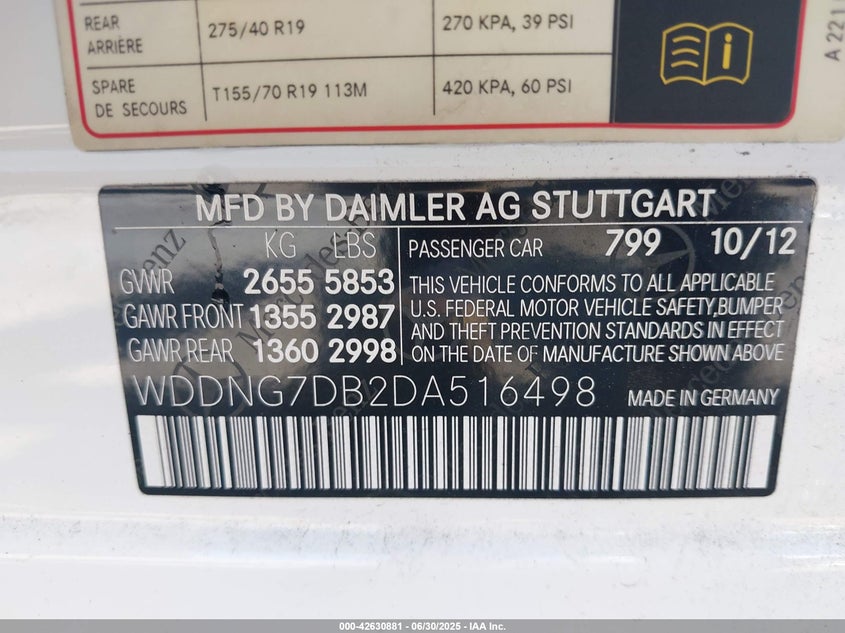 REAR
ARRIÈRE
275/40 R19
270 KPA, 39 PSI
SPARE
DE SECOURS
T155/70 R19 113M
420 KPA, 60 PSI
A 221
MFD BY DAIMLER AG STUTTGART
KG LBS
GVWR 2655 5853
GAWR FRONT 1355 2987
GAWR REAR 1360 2998
PASSENGER CAR 799 10/12
THIS VEHICLE CONFORMS TO ALL APPLICABLE
U.S. FEDERAL MOTOR VEHICLE SAFETY,BUMPER
AND THEFT PREVENTION STANDARDS IN EFFECT
ON THE DATE OF MANUFACTURE SHOWN ABOVE
WDDNG7DB2DA516498 MADE IN GERMANY
000-42630881 - 06/30/2025 - IAA Inc.